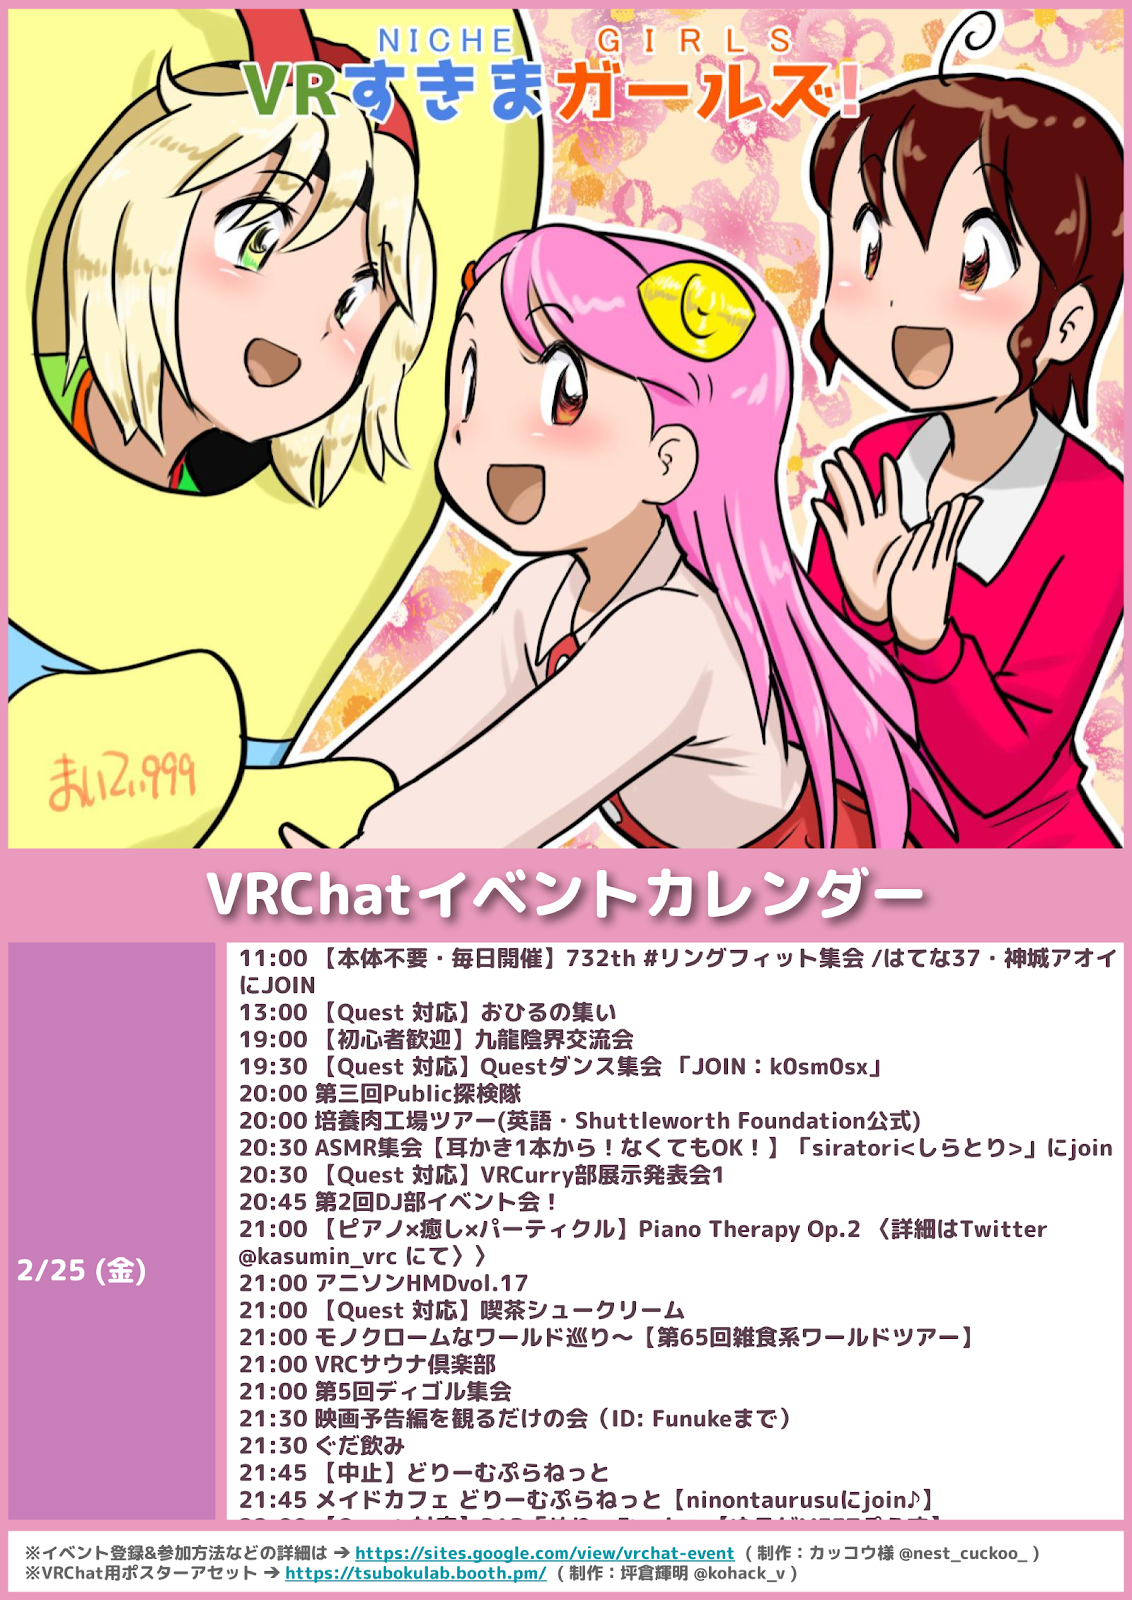 NICHE GIRLS
VRすきまガールズ!
まいてぃ999
VRChatイベントカレンダー
2/25 (金)
11:00 【本体不要・毎日開催】732th #リングフィット集会 /はてな37・神城アオイ
にJOIN
13:00 【Quest 対応】おひるの集い
19:00 【初心者歓迎】九龍陰界交流会
19:30 【Quest 対応】Questダンス集会 「JOIN：k0sm0sx」
20:00 第三回Public探検隊
20:00 培養肉工場ツアー(英語・Shuttleworth Foundation公式)
20:30 ASMR集会【耳かき1本から！なくてもOK！】「siratori<しらとり>」にjoin
20:30 【Quest 対応】VRCurry部展示発表会1
20:45 第2回DJ部イベント会！
21:00 【ピアノ×癒し×パーティクル】Piano Therapy Op.2 〈詳細はTwitter
@kasumin_vrc にて〉〉
21:00 アニソンHMDvol.17
21:00 【Quest 対応】喫茶シュークリーム
21:00 モノクロームなワールド巡り～【第65回雑食系ワールドツアー】
21:00 VRCサウナ倶楽部
21:00 第5回ディゴル集会
21:30 映画予告編を観るだけの会（ID: Funukeまで）
21:30 ぐだ飲み
21:45 【中止】どりーむぷらねっと
21:45 メイドカフェ どりーむぷらねっと【ninontaurusuにjoin♪】
※イベント登録&参加方法などの詳細は ➔ https://sites.google.com/view/vrchat-event ( 制作：カッコウ様 @nest_cuckoo_ )
※VRChat用ポスターアセット ➔ https://tsubokulab.booth.pm/ ( 制作：坪倉輝明 @kohack_v )